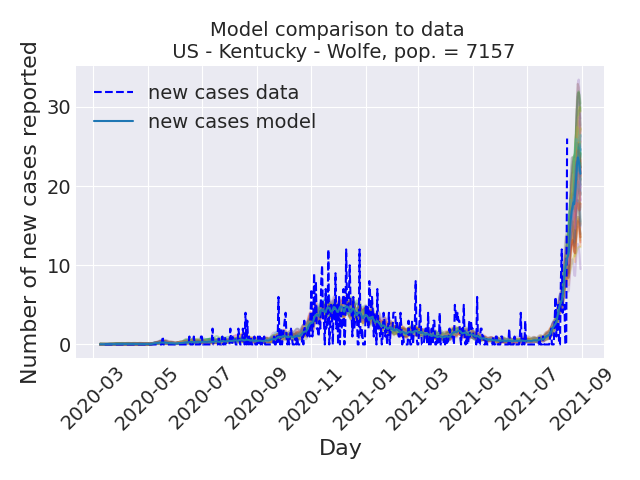 Model comparison to data
US - Kentucky - Wolfe, pop. = 7157
Number of new cases reported
30
20
10
0
new cases data
new cases model
2020-03
2020-05
2020-07
2020-09
2020-11
2021-01
2021-03
2021-05
2021-07
2021-09
Day